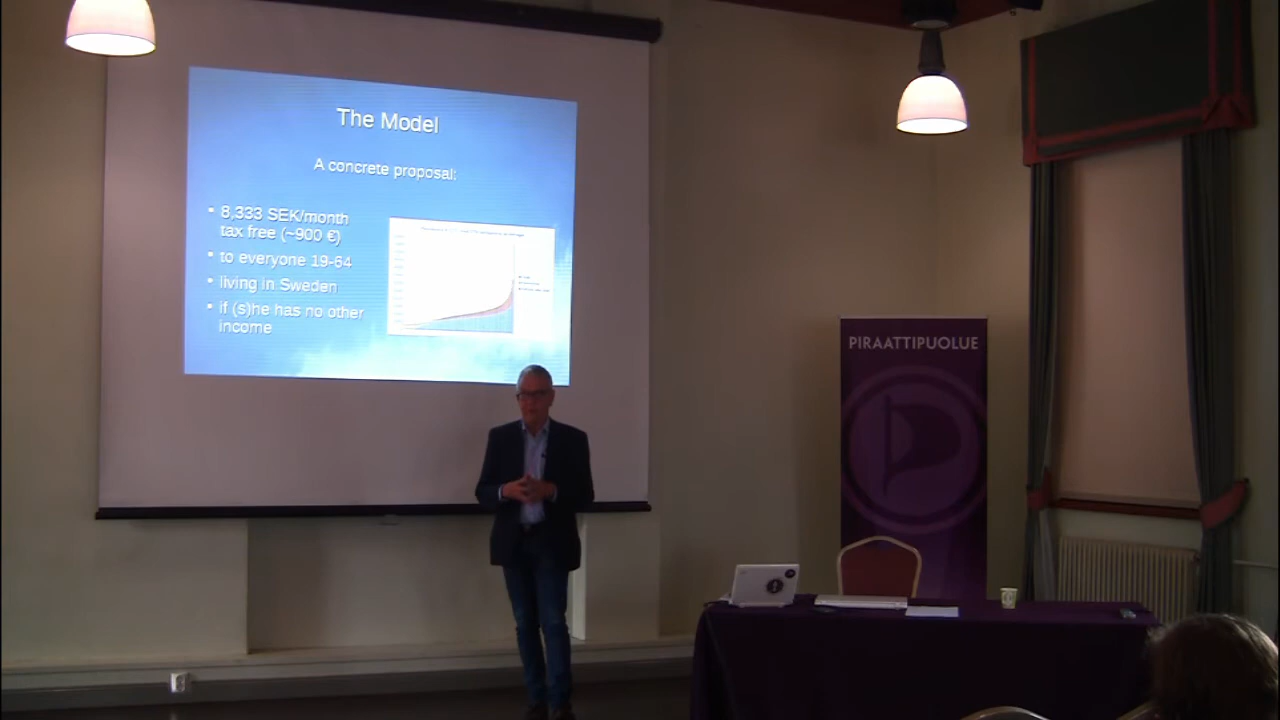 The Model
A concrete proposal:
8,333 SEK/month
tax free (~900 €)
to everyone 19-64
living in Sweden
if (s)he has no other
income
PIRAATTIPUOLUE